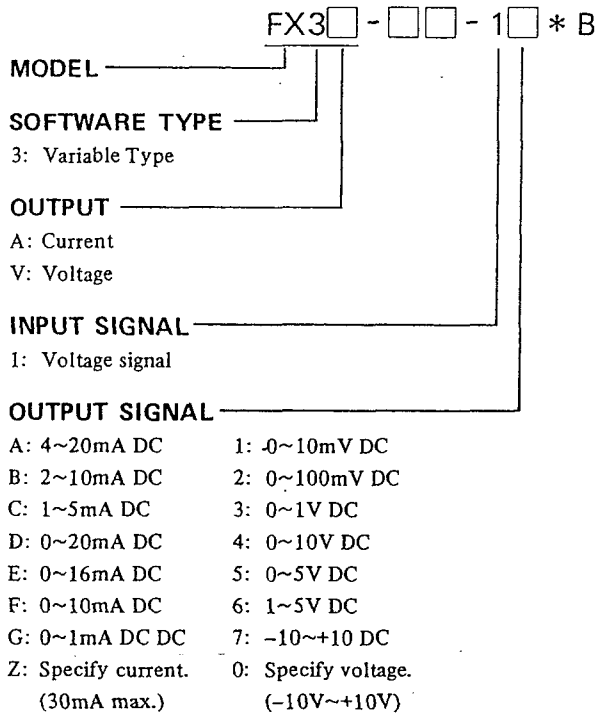 FX3□-□□-1□*B
MODEL
SOFTWARE TYPE
3: Variable Type
OUTPUT
A: Current
V: Voltage
INPUT SIGNAL
1: Voltage signal
OUTPUT SIGNAL
A: 4~20mA DC 1: -0~10mV DC
B: 2~10mA DC 2: 0~100mV DC
C: 1~5mA DC 3: 0~1V DC
D: 0~20mA DC 4: 0~10V DC
E: 0~16mA DC 5: 0~5V DC
F: 0~10mA DC 6: 1~5V DC
G: 0~1mA DC DC 7: -10~+10 DC
Z: Specify current. 0: Specify voltage.
(30mA max.) (-10V~+10V)